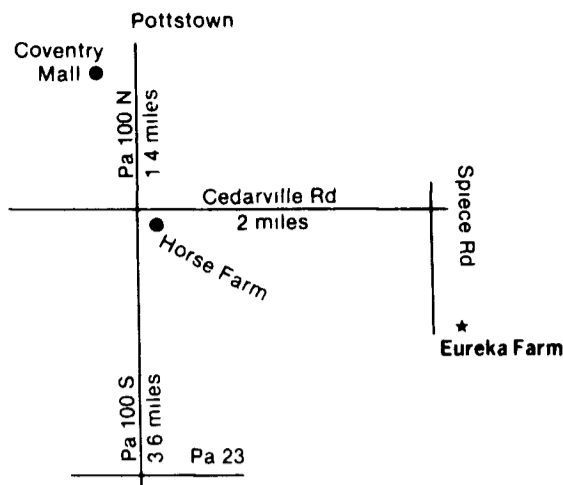 Pottstown
Coventry
Mall
Pa 100 N
1 4 miles
Cedarville Rd
2 miles
Spiece Rd
Horse Farm
Eureka Farm
Pa 100 S
3 6 miles
Pa 23